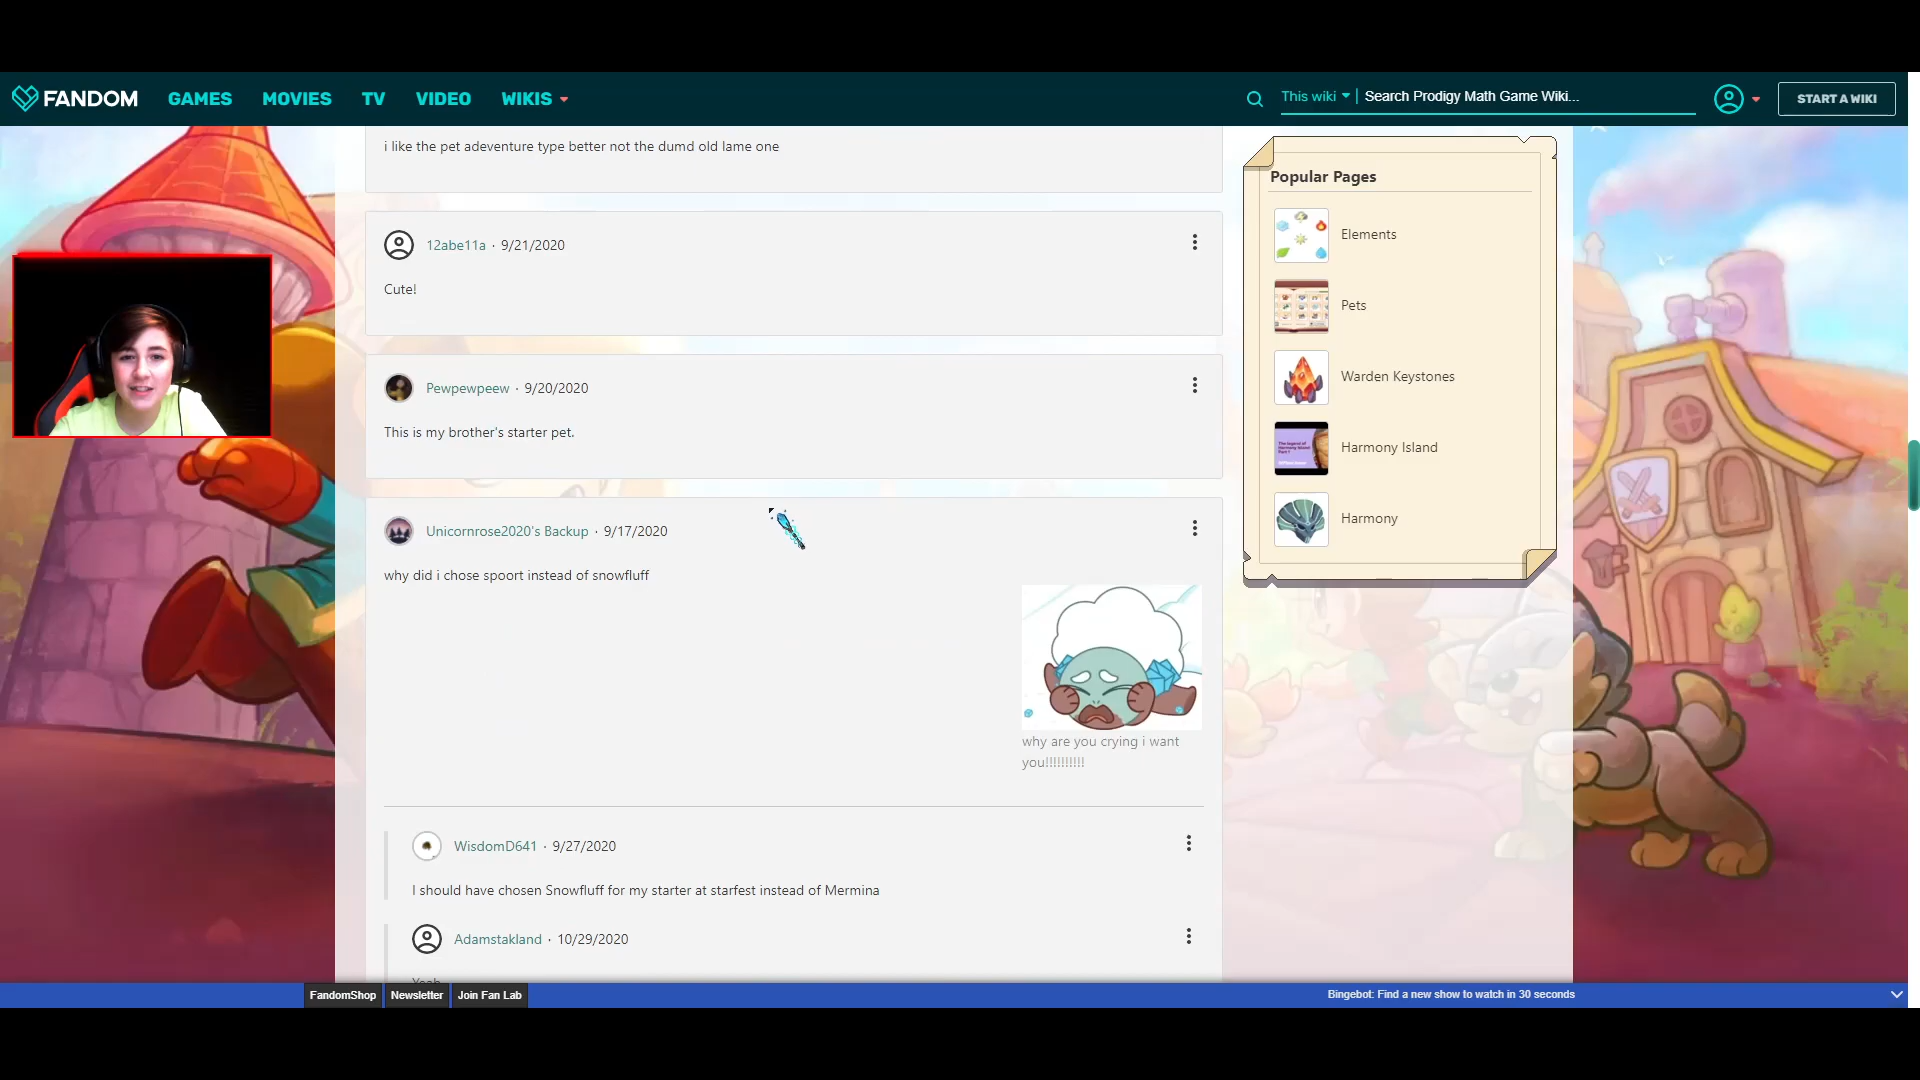 FANDOM
GAMES MOVIES TV VIDEO WIKIS
This wiki Search Prodigy Math Game Wiki...
START A WIKI
i like the pet adeventure type better not the dumd old lame one
12abe11a · 9/21/2020
Cute!
Pewpewpeew · 9/20/2020
This is my brother's starter pet.
Unicornrose2020's Backup · 9/17/2020
why did i chose spoort instead of snowfluff
why are you crying i want
you!!!!!!!!!!
WisdomD641 · 9/27/2020
I should have chosen Snowfluff for my starter at starfest instead of Mermina
Adamstakland · 10/29/2020
Yeah
Popular Pages
Elements
Pets
Warden Keystones
Harmony Island
Harmony
FandomShop Newsletter Join Fan Lab
Bingebot: Find a new show to watch in 30 seconds